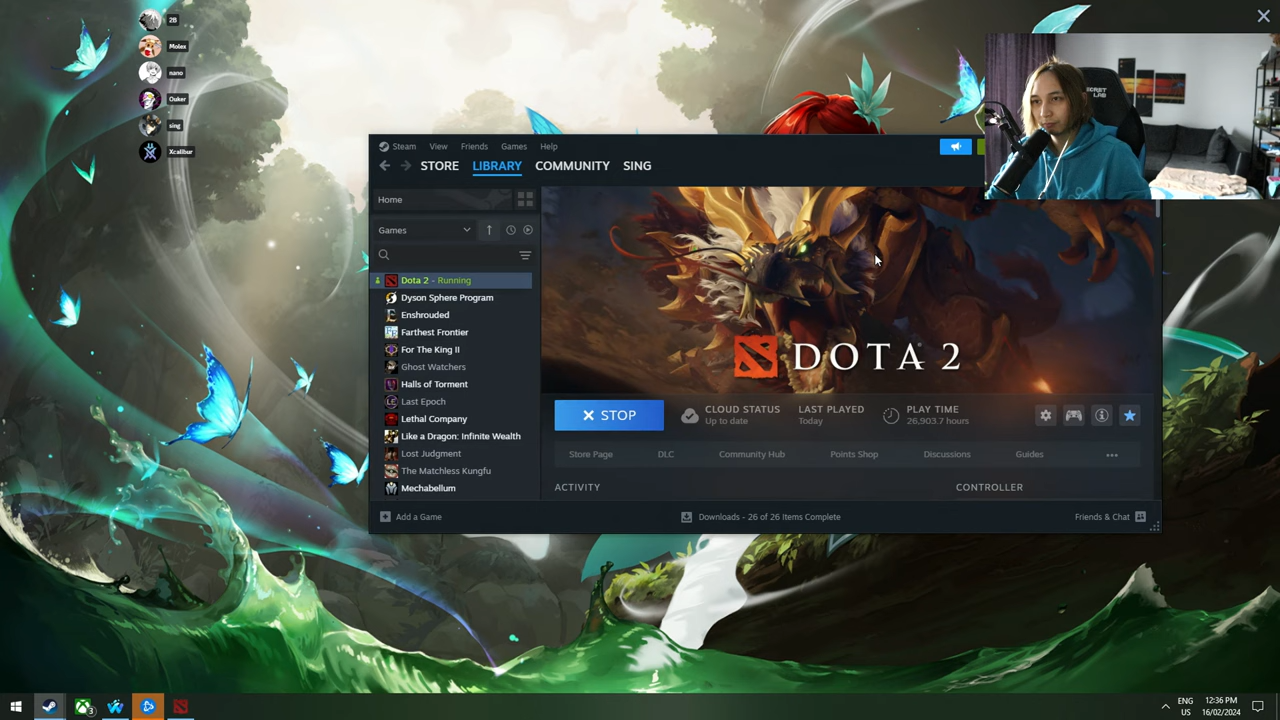 2B
Molex
nano
Ouker
sing
Xcalibur
Steam View Friends Games Help
STORE LIBRARY COMMUNITY SING
Home
Games
Dota 2 - Running
Dyson Sphere Program
Enshrouded
Farthest Frontier
For The King II
Ghost Watchers
Halls of Torment
Last Epoch
Lethal Company
Like a Dragon: Infinite Wealth
Lost Judgment
The Matchless Kungfu
Mechabellum
DOTA 2
STOP
CLOUD STATUS
Up to date
LAST PLAYED
Today
PLAY TIME
26,903.7 hours
Store Page DLC Community Hub Points Shop Discussions Guides
ACTIVITY
CONTROLLER
Add a Game
Downloads - 26 of 26 Items Complete
Friends & Chat
ENG
US
12:36 PM
16/02/2024